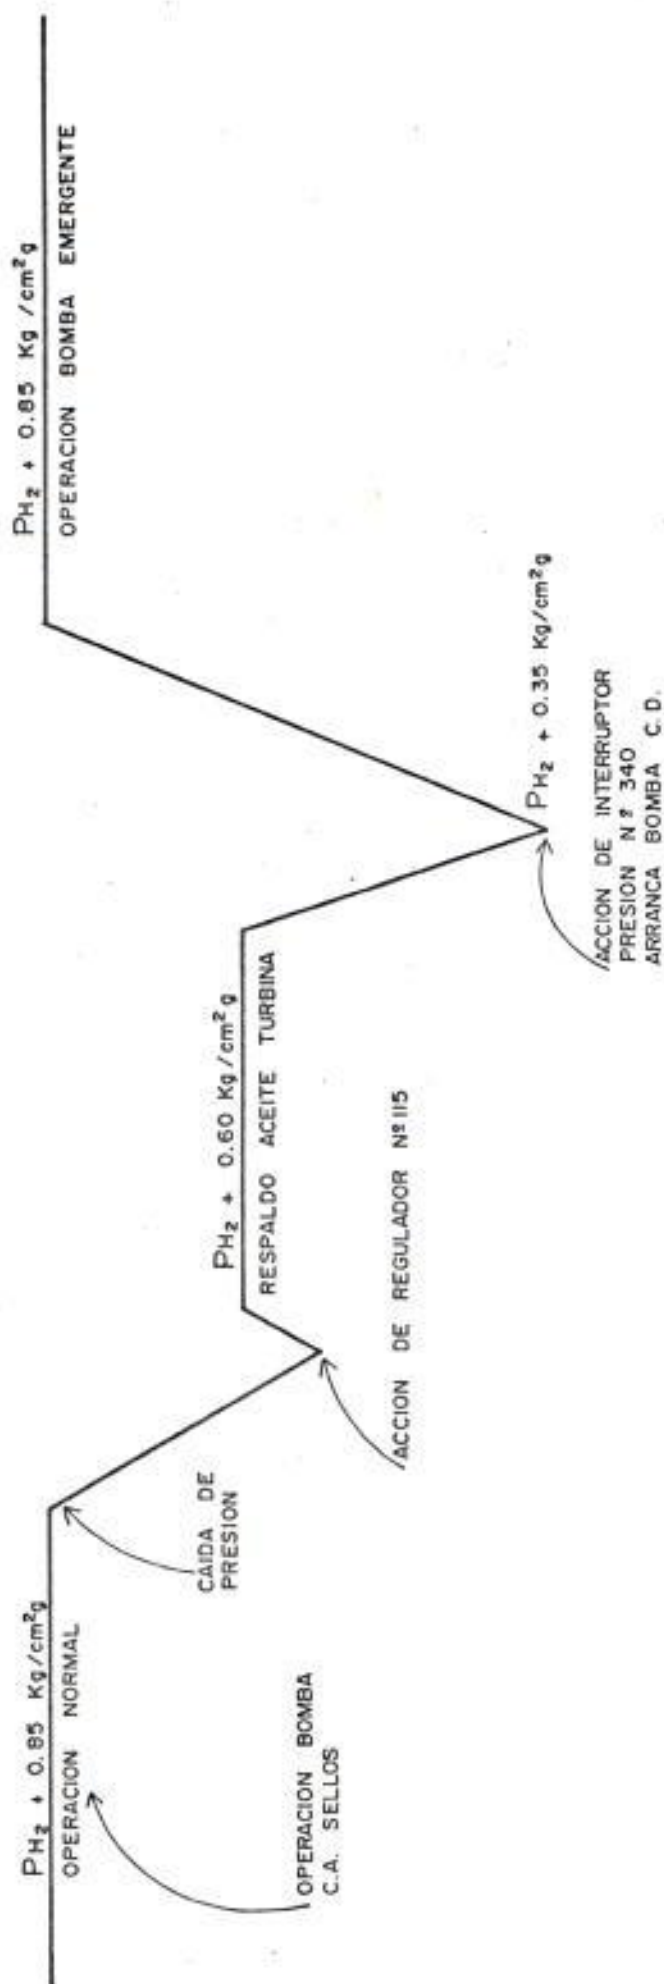 PH₂ + 0.85 Kg/cm²g
OPERACION NORMAL
OPERACION BOMBA
C.A. SELLOS
CAIDA DE
PRESION
ACCION DE REGULADOR Nº 115
PH₂ + 0.60 Kg/cm²g
RESPALDO ACEITE TURBINA
PH₂ + 0.35 Kg/cm²g
ACCION DE INTERRUPTOR
PRESION Nº 340
ARRANCA BOMBA C.D.
PH₂ + 0.85 Kg/cm²g
OPERACION BOMBA EMERGENTE